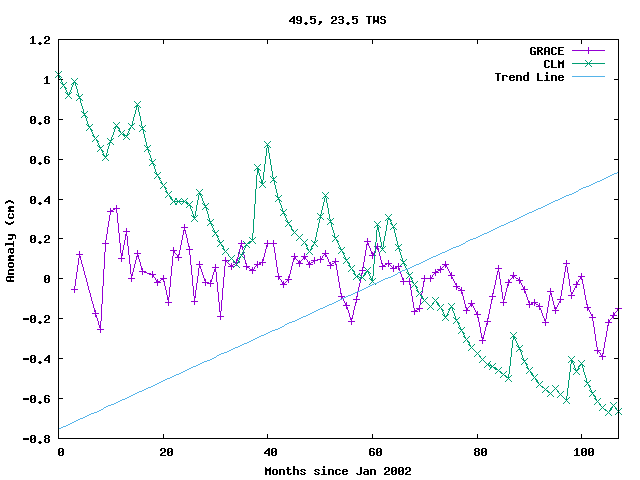 49.5, 23.5 TWS
GRACE
CLM
Trend Line
1.2
1
0.8
0.6
0.4
0.2
0
-0.2
-0.4
-0.6
-0.8
Anomaly (cm)
0 20 40 60 80 100
Months since Jan 2002